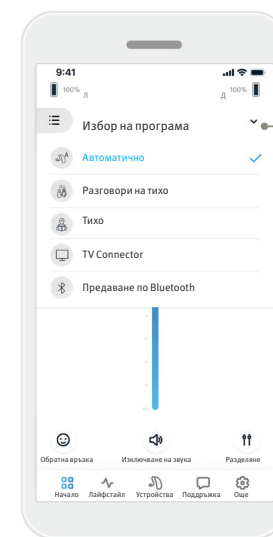 9:41
100% Л Д 100%
Избор на програма
Автоматично
Разговори на тихо
Тихо
TV Connector
Предаване по Bluetooth
Обратна връзка Изключване на звука Разделяне
Начало Лайфстайл Устройства Поддръжка Още